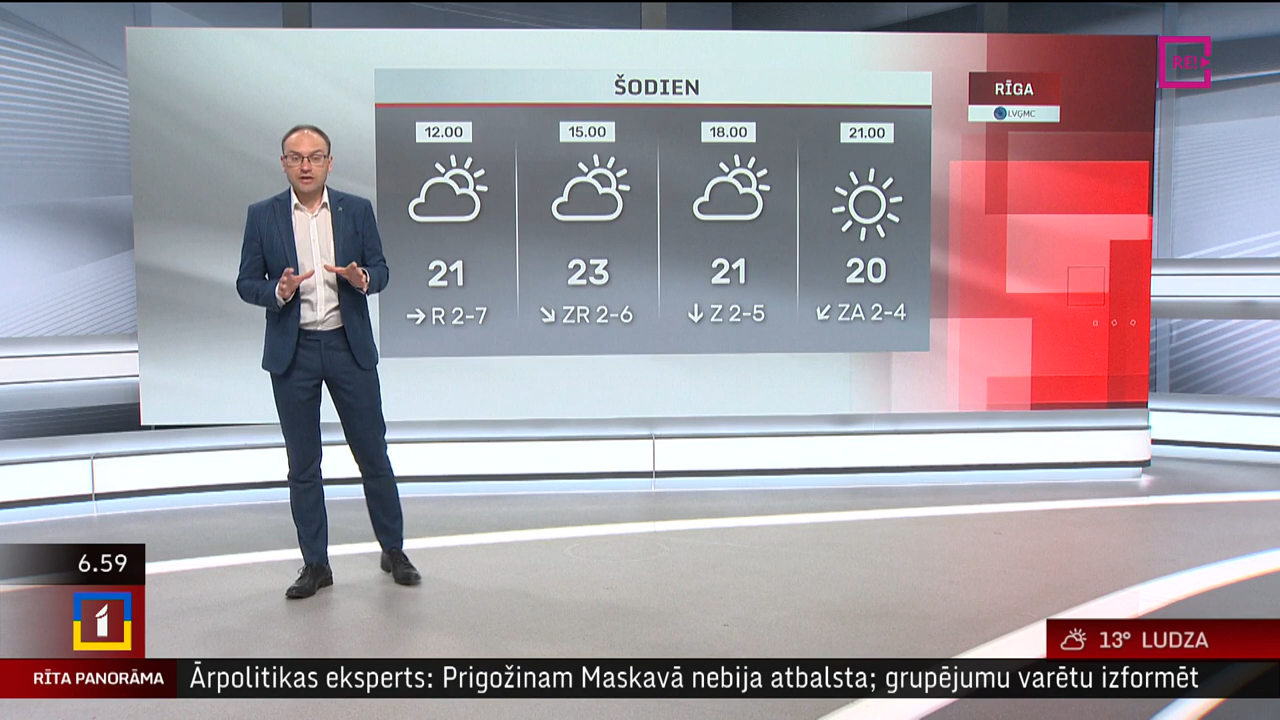 ŠODIEN
RĪGA
LVĢMC
RE!
12.00
15.00
18.00
21.00
21
23
21
20
R 2-7
ZR 2-6
Z 2-5
ZA 2-4
6.59
1
13° LUDZA
RĪTA PANORĀMA
Ārpolitikas eksperts: Prigožinam Maskavā nebija atbalsta; grupējumu varētu izformēt